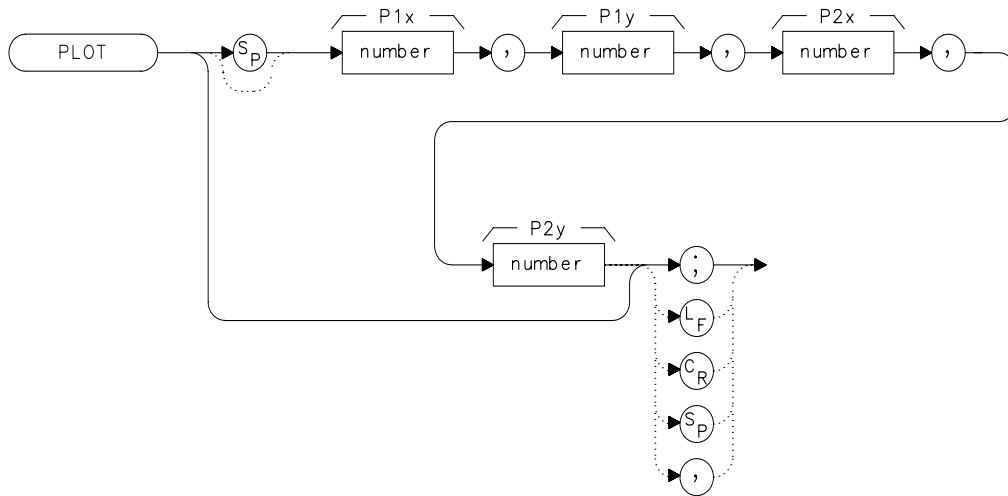 P1x P1y P2x
PLOT SP number , number , number ,
P2y
number ;
LF
CR
SP
,